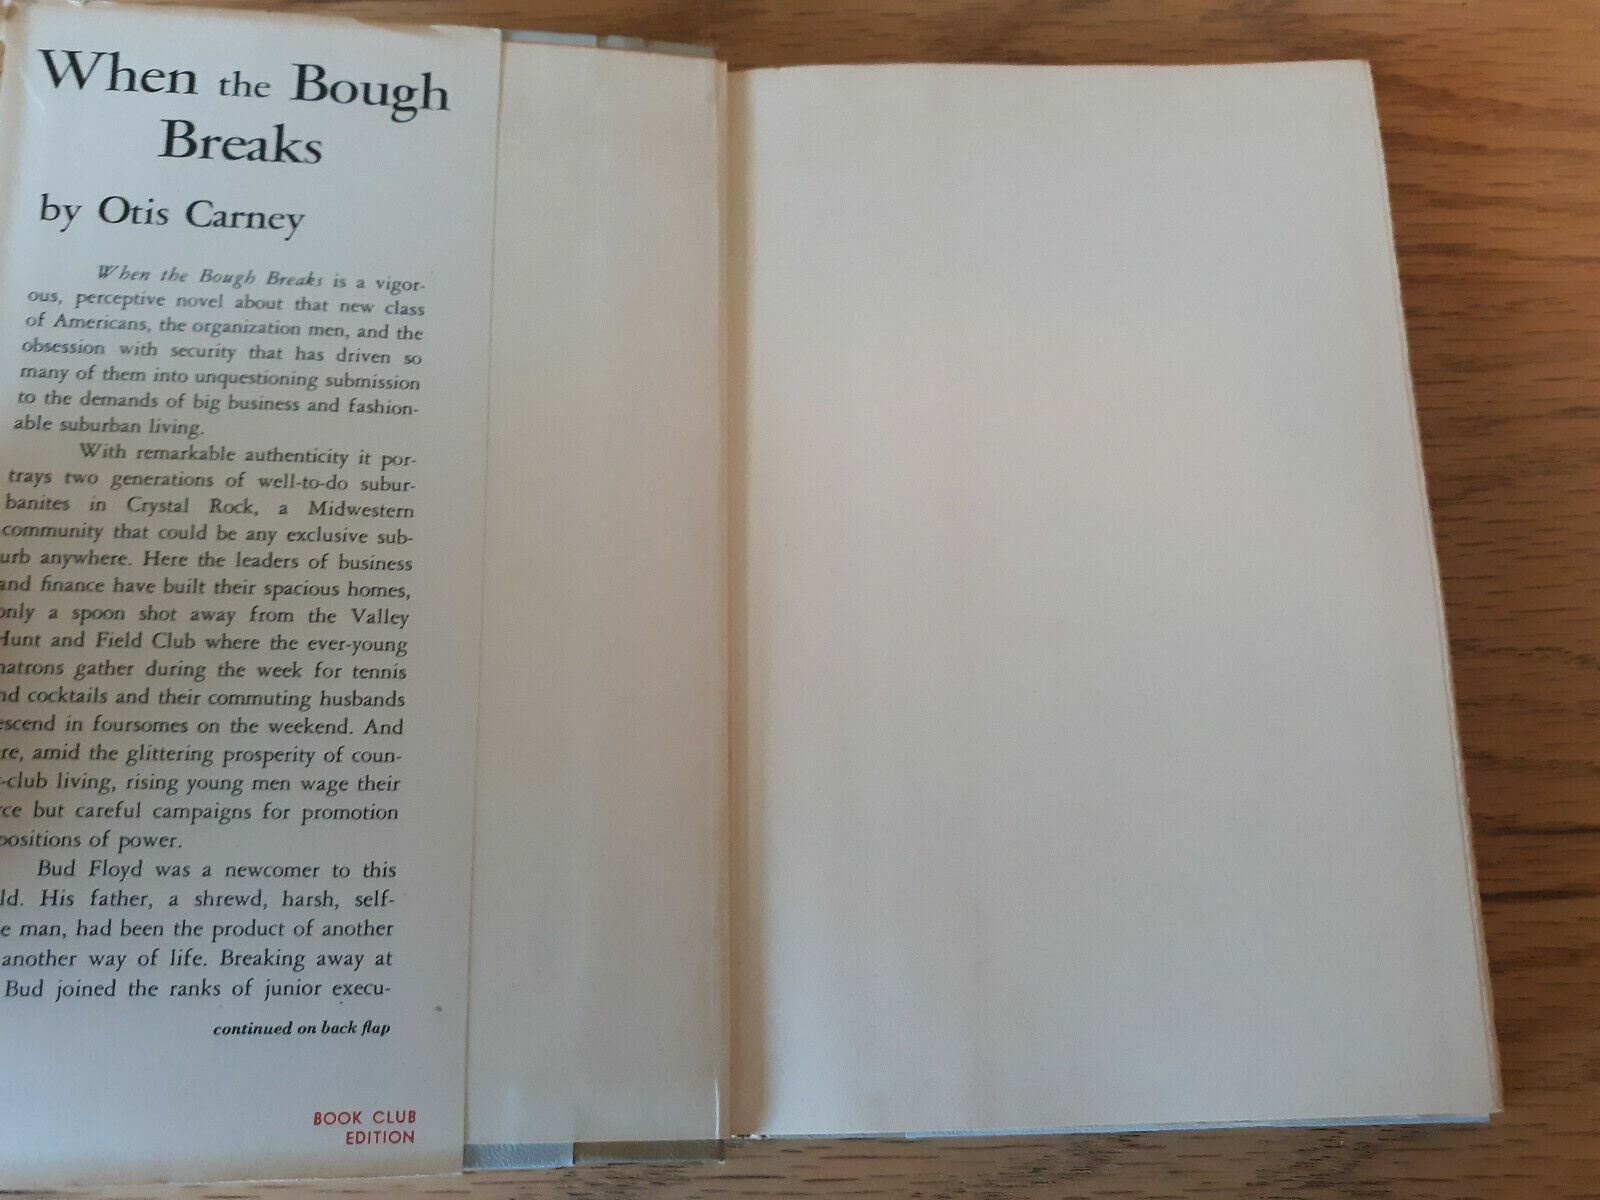 When the Bough
Breaks
by Otis Carney
When the Bough Breaks is a vigor-
ous, perceptive novel about that new class
of Americans, the organization men, and the
obsession with security that has driven so
many of them into unquestioning submission
to the demands of big business and fashion-
able suburban living.
With remarkable authenticity it por-
trays two generations of well-to-do subur-
banites in Crystal Rock, a Midwestern
community that could be any exclusive sub-
urb anywhere. Here the leaders of business
and finance have built their spacious homes,
only a spoon shot away from the Valley
Hunt and Field Club where the ever-young
matrons gather during the week for tennis
nd cocktails and their commuting husbands
escend in foursomes on the weekend. And
re, amid the glittering prosperity of coun-
-club living, rising young men wage their
rce but careful campaigns for promotion
positions of power.
Bud Floyd was a newcomer to this
ld. His father, a shrewd, harsh, self-
e man, had been the product of another
another way of life. Breaking away at
Bud joined the ranks of junior execu-
continued on back flap
BOOK CLUB
EDITION